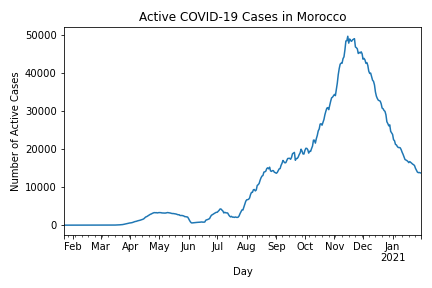 Active COVID-19 Cases in Morocco
Number of Active Cases
50000
40000
30000
20000
10000
0
Feb Mar Apr May Jun Jul Aug Sep Oct Nov Dec Jan
2021
Day